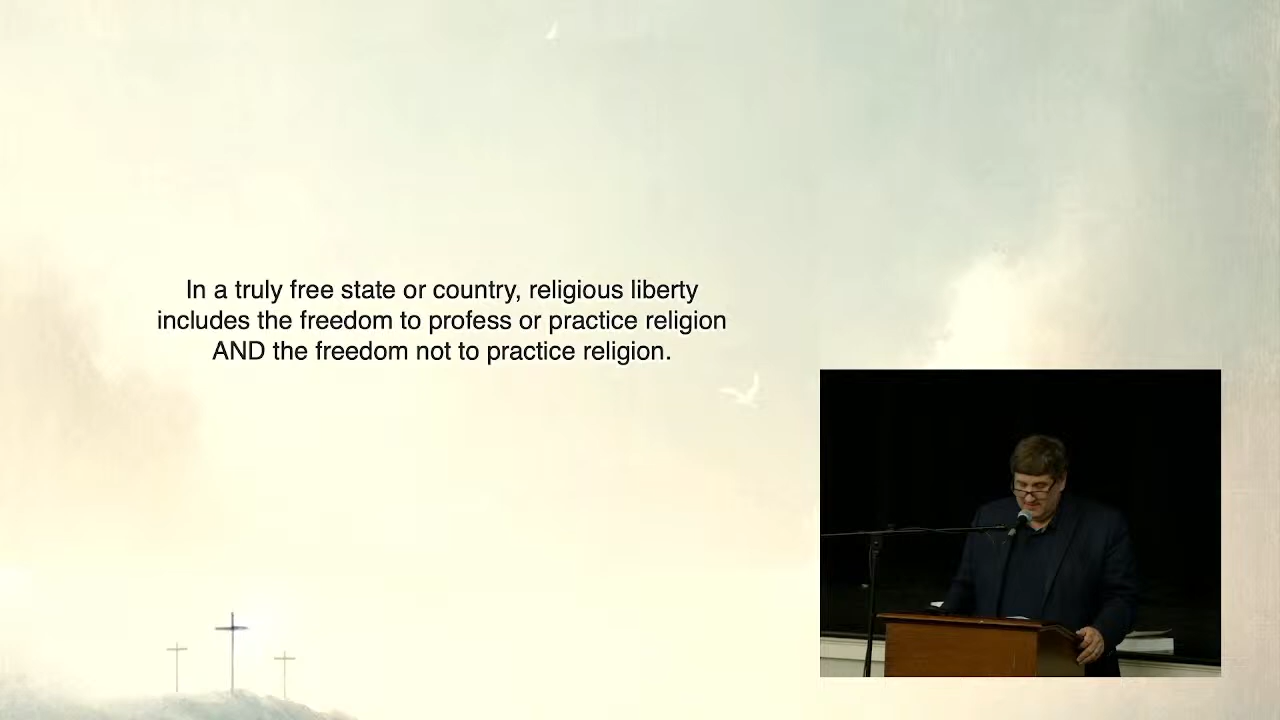 In a truly free state or country, religious liberty
includes the freedom to profess or practice religion
AND the freedom not to practice religion.